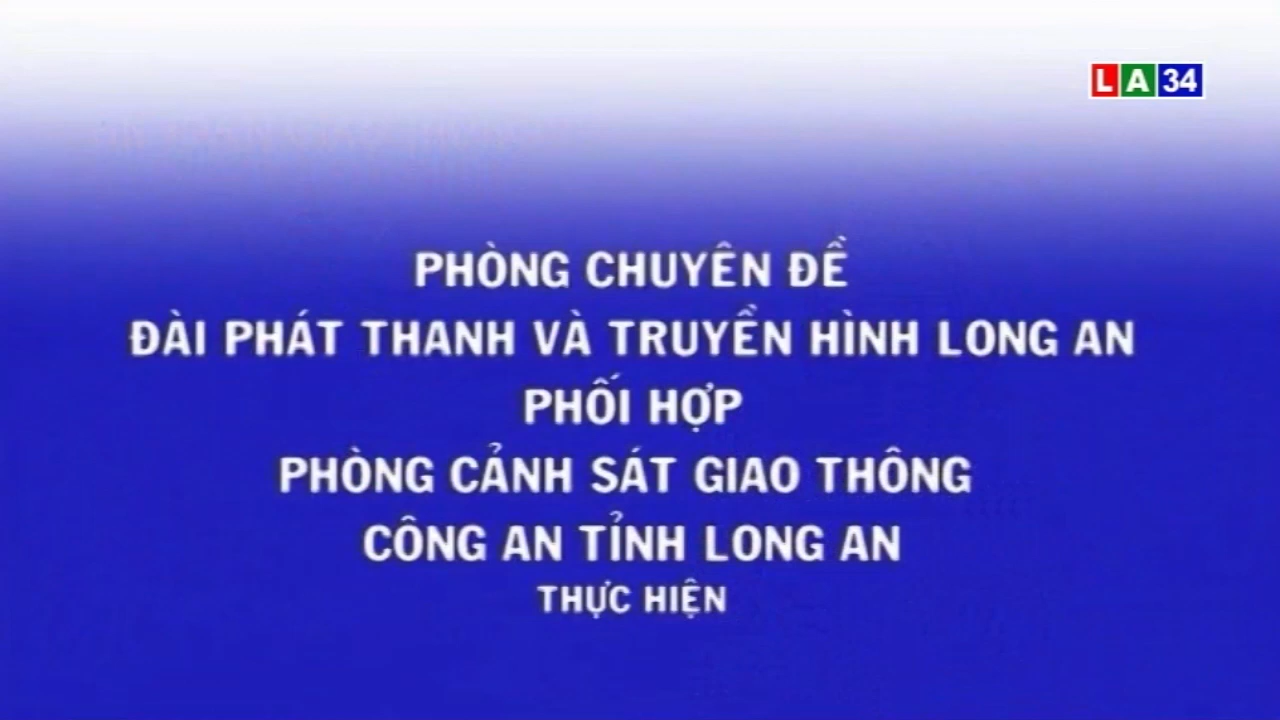 LA34
PHÒNG CHUYÊN ĐỀ
ĐÀI PHÁT THANH VÀ TRUYỀN HÌNH LONG AN
PHỐI HỢP
PHÒNG CẢNH SÁT GIAO THÔNG
CÔNG AN TỈNH LONG AN
THỰC HIỆN